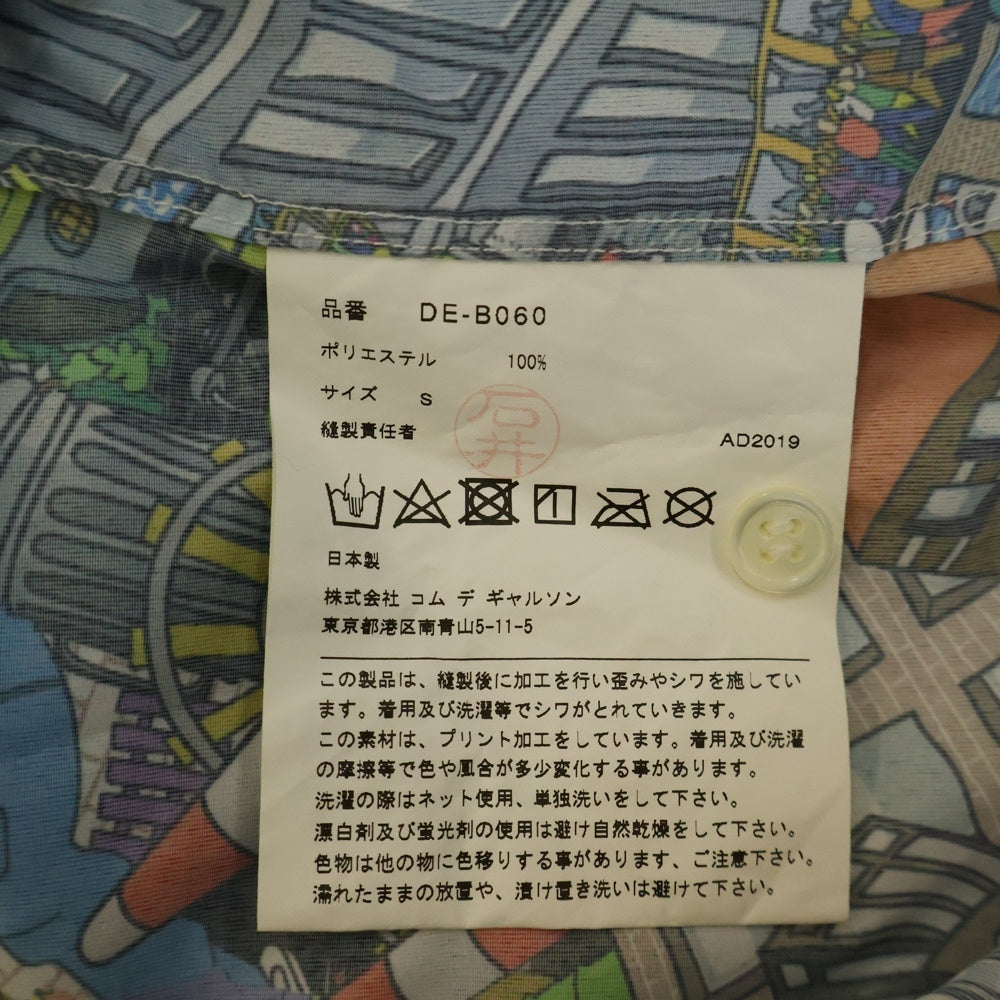 品番 DE-B060
ポリエステル 100%
サイズ S
縫製責任者 石井 AD2019
日本製
株式会社 コム デ ギャルソン
東京都港区南青山5-11-5
この製品は、縫製後に加工を行い歪みやシワを施してい
ます。着用及び洗濯等でシワがとれていきます。
この素材は、プリント加工をしています。着用及び洗濯
の摩擦等で色や風合が多少変化する事があります。
洗濯の際はネット使用、単独洗いをして下さい。
漂白剤及び蛍光剤の使用は避け自然乾燥をして下さい。
色物は他の物に色移りする事があります、ご注意下さい。
濡れたままの放置や、漬け置き洗いは避けて下さい。